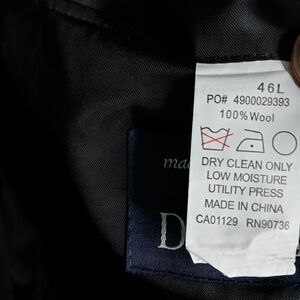 46L
PO# 4900029393
100% Wool
DRY CLEAN ONLY
LOW MOISTURE
UTILITY PRESS
MADE IN CHINA
CA01129 RN90736